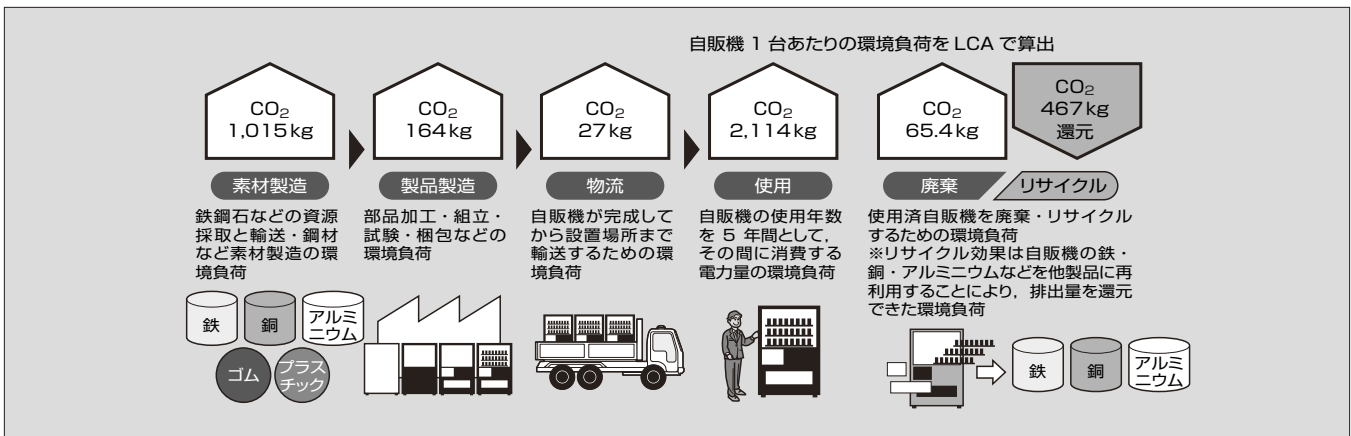 自販機 1 台あたりの環境負荷を LCA で算出
CO₂
1,015kg
CO₂
164kg
CO₂
27kg
CO₂
2,114kg
CO₂
65.4kg
CO₂
467kg
還元
素材製造
製品製造
物流
使用
廃棄
リサイクル
鉄鋼石などの資源
採取と輸送・鋼材
など素材製造の環
境負荷
部品加工・組立・
試験・梱包などの
環境負荷
自販機が完成して
から設置場所まで
輸送するための環
境負荷
自販機の使用年数
を 5 年間として,
その間に消費する
電力量の環境負荷
使用済自販機を廃棄・リサイクル
するための環境負荷
※リサイクル効果は自販機の鉄・
銅・アルミニウムなどを他製品に再
利用することにより, 排出量を還元
できた環境負荷
鉄
銅
アルミ
ニウム
ゴム
プラス
チック
鉄
銅
アルミ
ニウム